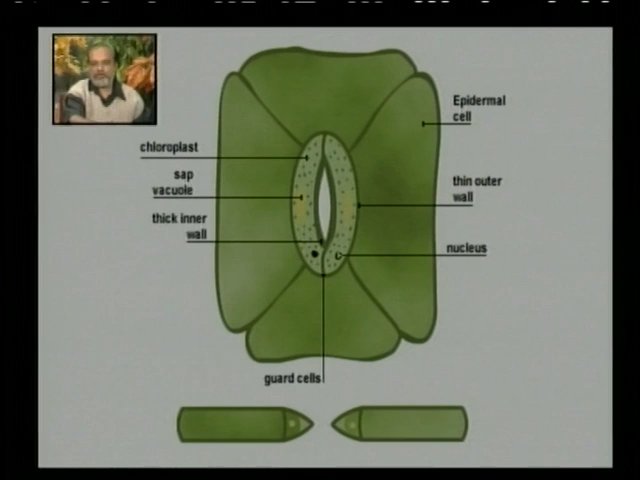 Epidermal
cell
chloroplast
sap
vacuole
thin outer
wall
thick inner
wall
nucleus
guard cells